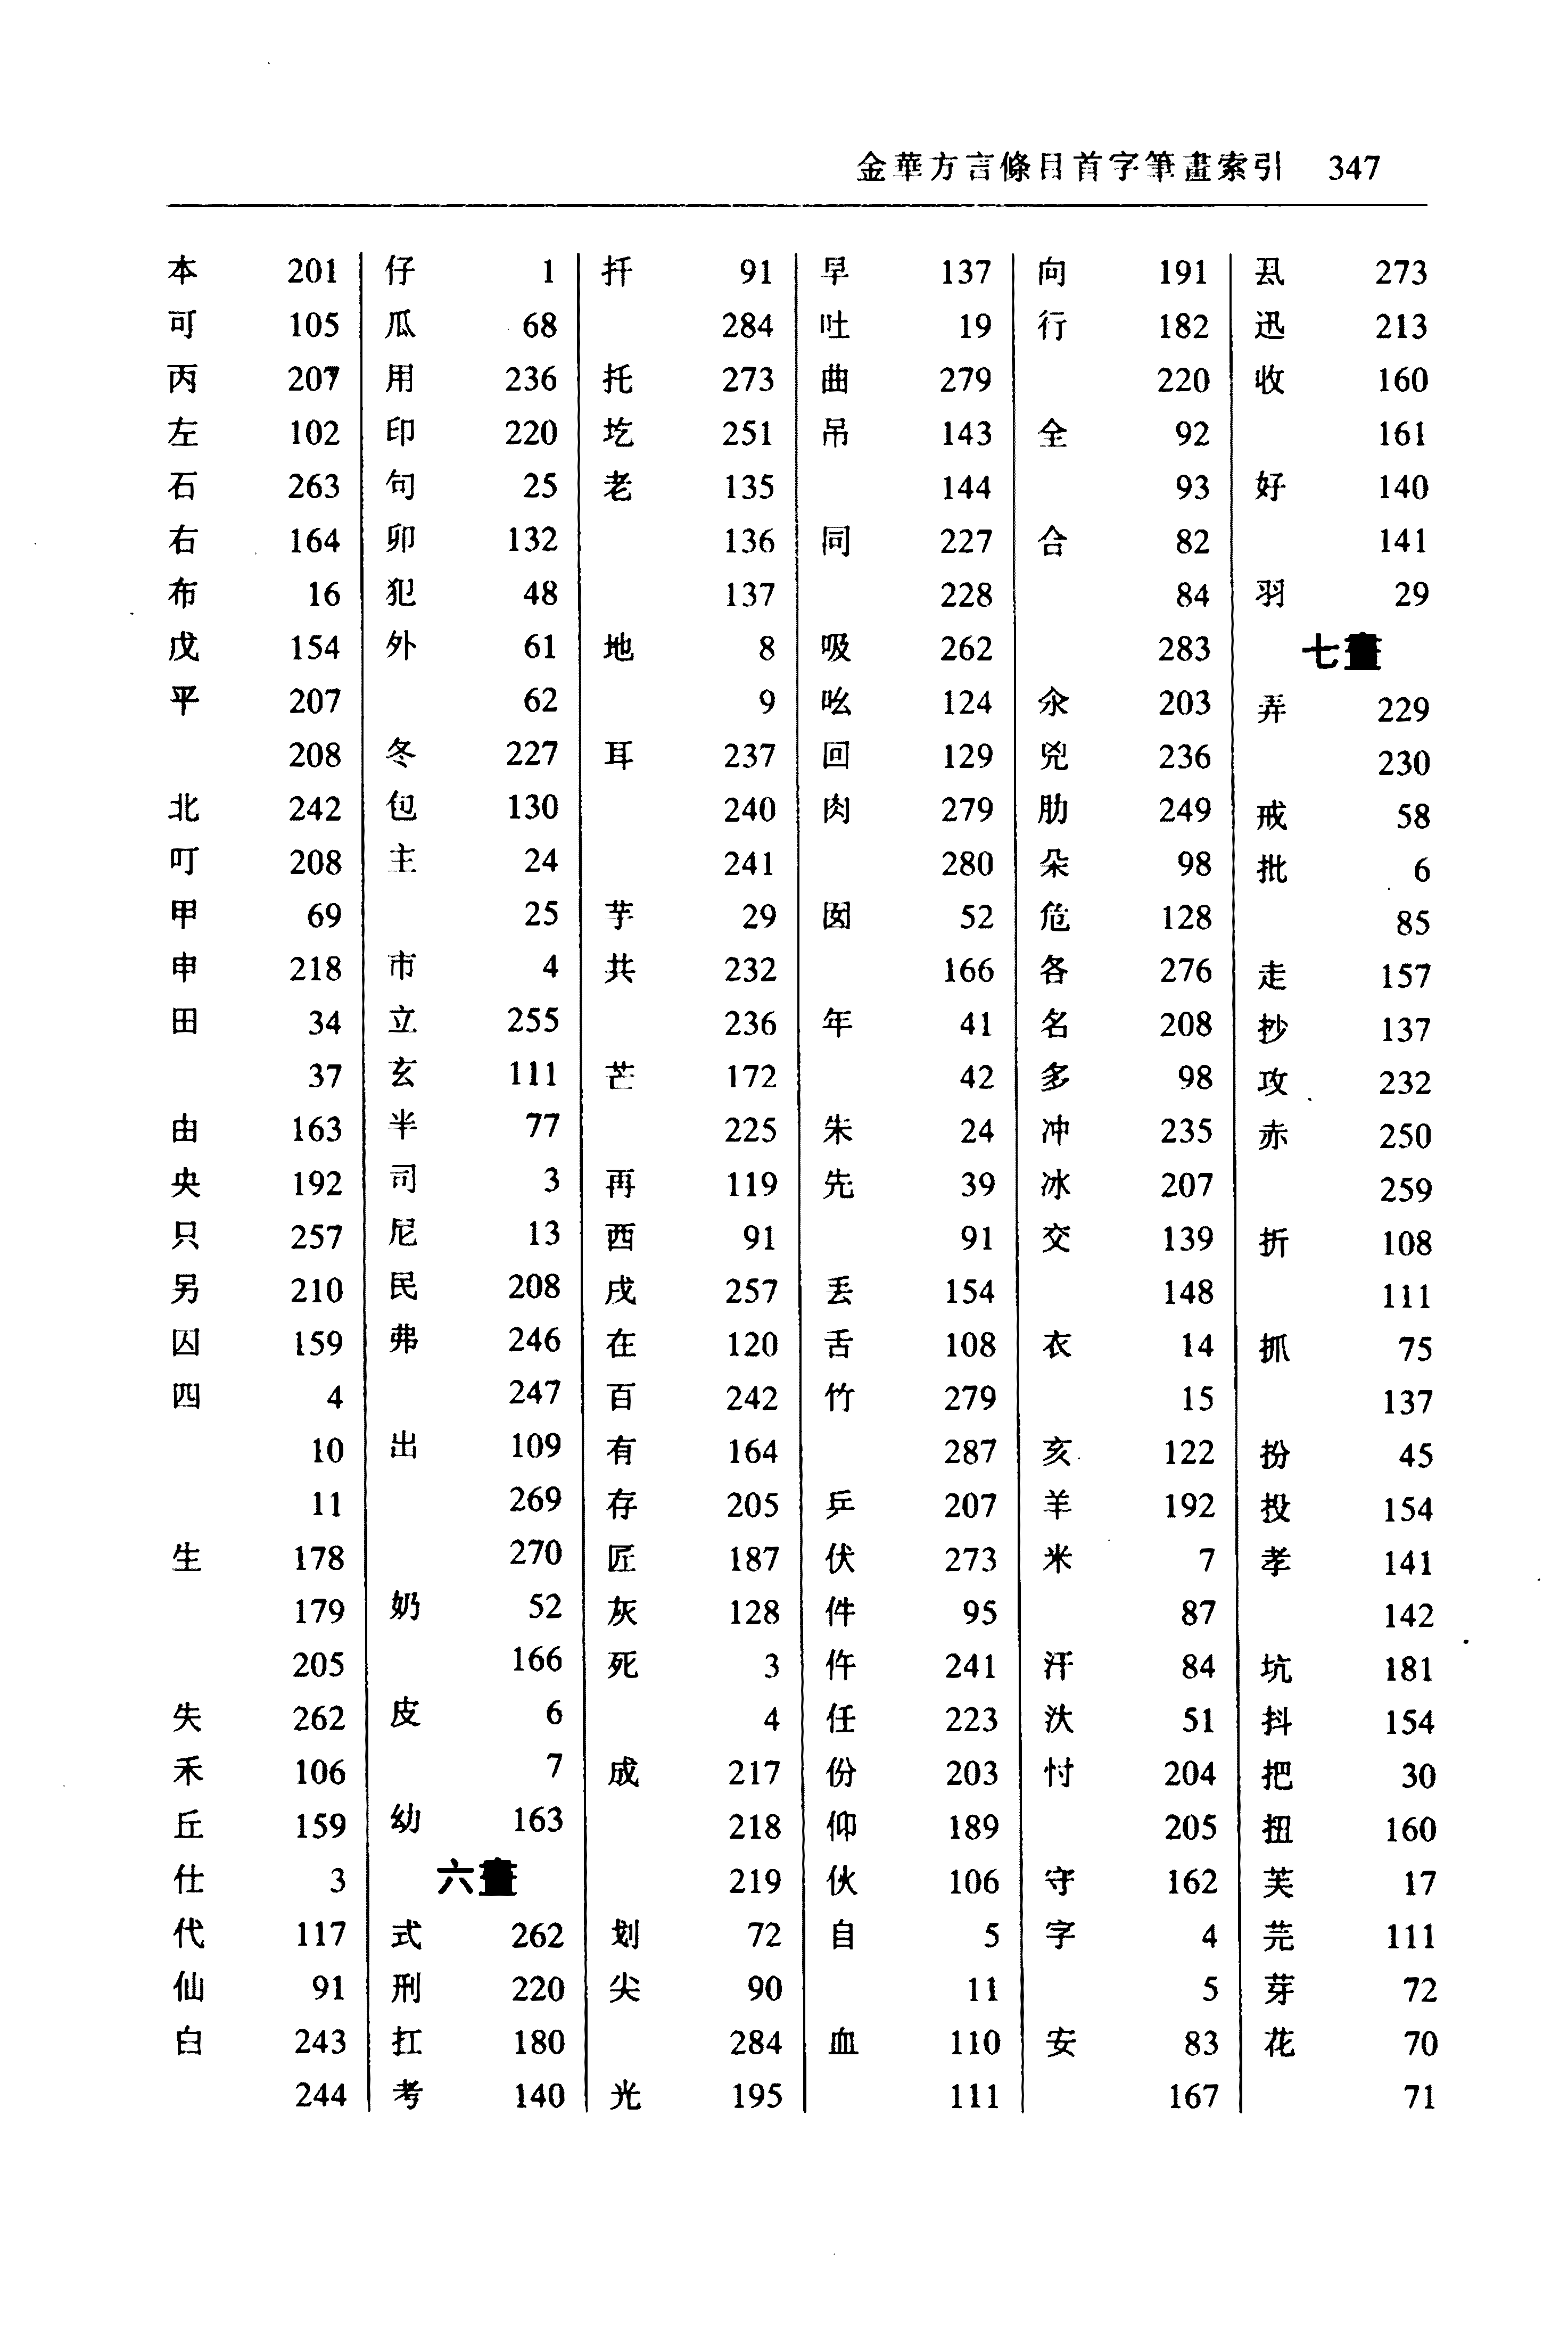 金華方言條目首字筆畫索引 347
本 201
可 105
丙 207
左 102
石 263
右 164
布 16
戊 154
平 207
208
北 242
叮 208
甲 69
申 218
田 34
37
由 163
央 192
只 257
另 210
囚 159
四 4
10
11
生 178
179
205
失 262
禾 106
丘 159
仕 3
代 117
仙 91
白 243
244
仔 1
瓜 68
用 236
印 220
句 25
卯 132
犯 48
外 61
62
冬 227
包 130
主 24
25
市 4
立 255
玄 111
半 77
司 3
尼 13
民 208
弗 246
247
出 109
269
270
奶 52
166
皮 6
7
幼 163
六畫
式 262
刑 220
扛 180
考 140
扦 91
284
托 273
圪 251
老 135
136
137
地 8
9
耳 237
240
241
芋 29
共 232
236
芒 172
225
再 119
西 91
戌 257
在 120
百 242
有 164
存 205
匠 187
灰 128
死 3
4
成 217
218
219
划 72
尖 90
284
光 195
早 137
吐 19
曲 279
吊 143
144
同 227
228
吸 262
吆 124
回 129
肉 279
280
囡 52
166
年 41
42
朱 24
先 39
91
丟 154
舌 108
竹 279
287
乒 207
伏 273
件 95
仵 241
任 223
份 203
仰 189
伙 106
自 5
11
血 110
111
向 191
行 182
220
全 92
93
合 82
84
283
氽 203
兇 236
肋 249
朵 98
危 128
各 276
名 208
多 98
冲 235
冰 207
交 139
148
衣 14
15
亥 122
羊 192
米 7
87
汗 84
汏 51
忖 204
205
守 162
字 4
5
安 83
167
厾 273
迅 213
收 160
161
好 140
141
羽 29
七畫
弄 229
230
戒 58
批 6
85
走 157
抄 137
攻 232
赤 250
259
折 108
111
抓 75
137
扮 45
投 154
孝 141
142
坑 181
抖 154
把 30
扭 160
芙 17
芫 111
芽 72
花 70
71